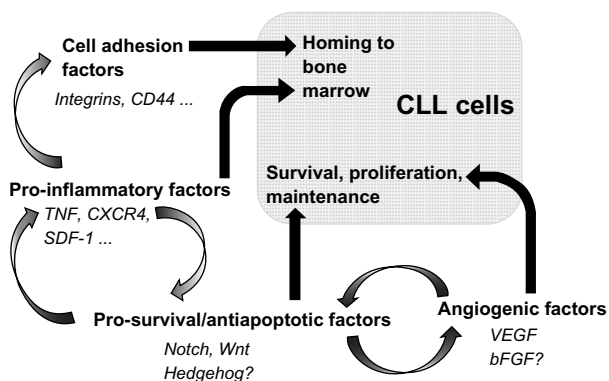 Cell adhesion
factors
Integrins, CD44 ...
Homing to
bone
marrow
CLL cells
Pro-inflammatory factors
TNF, CXCR4,
SDF-1 ...
Survival, proliferation,
maintenance
Pro-survival/antiapoptotic factors
Notch, Wnt
Hedgehog?
Angiogenic factors
VEGF
bFGF?